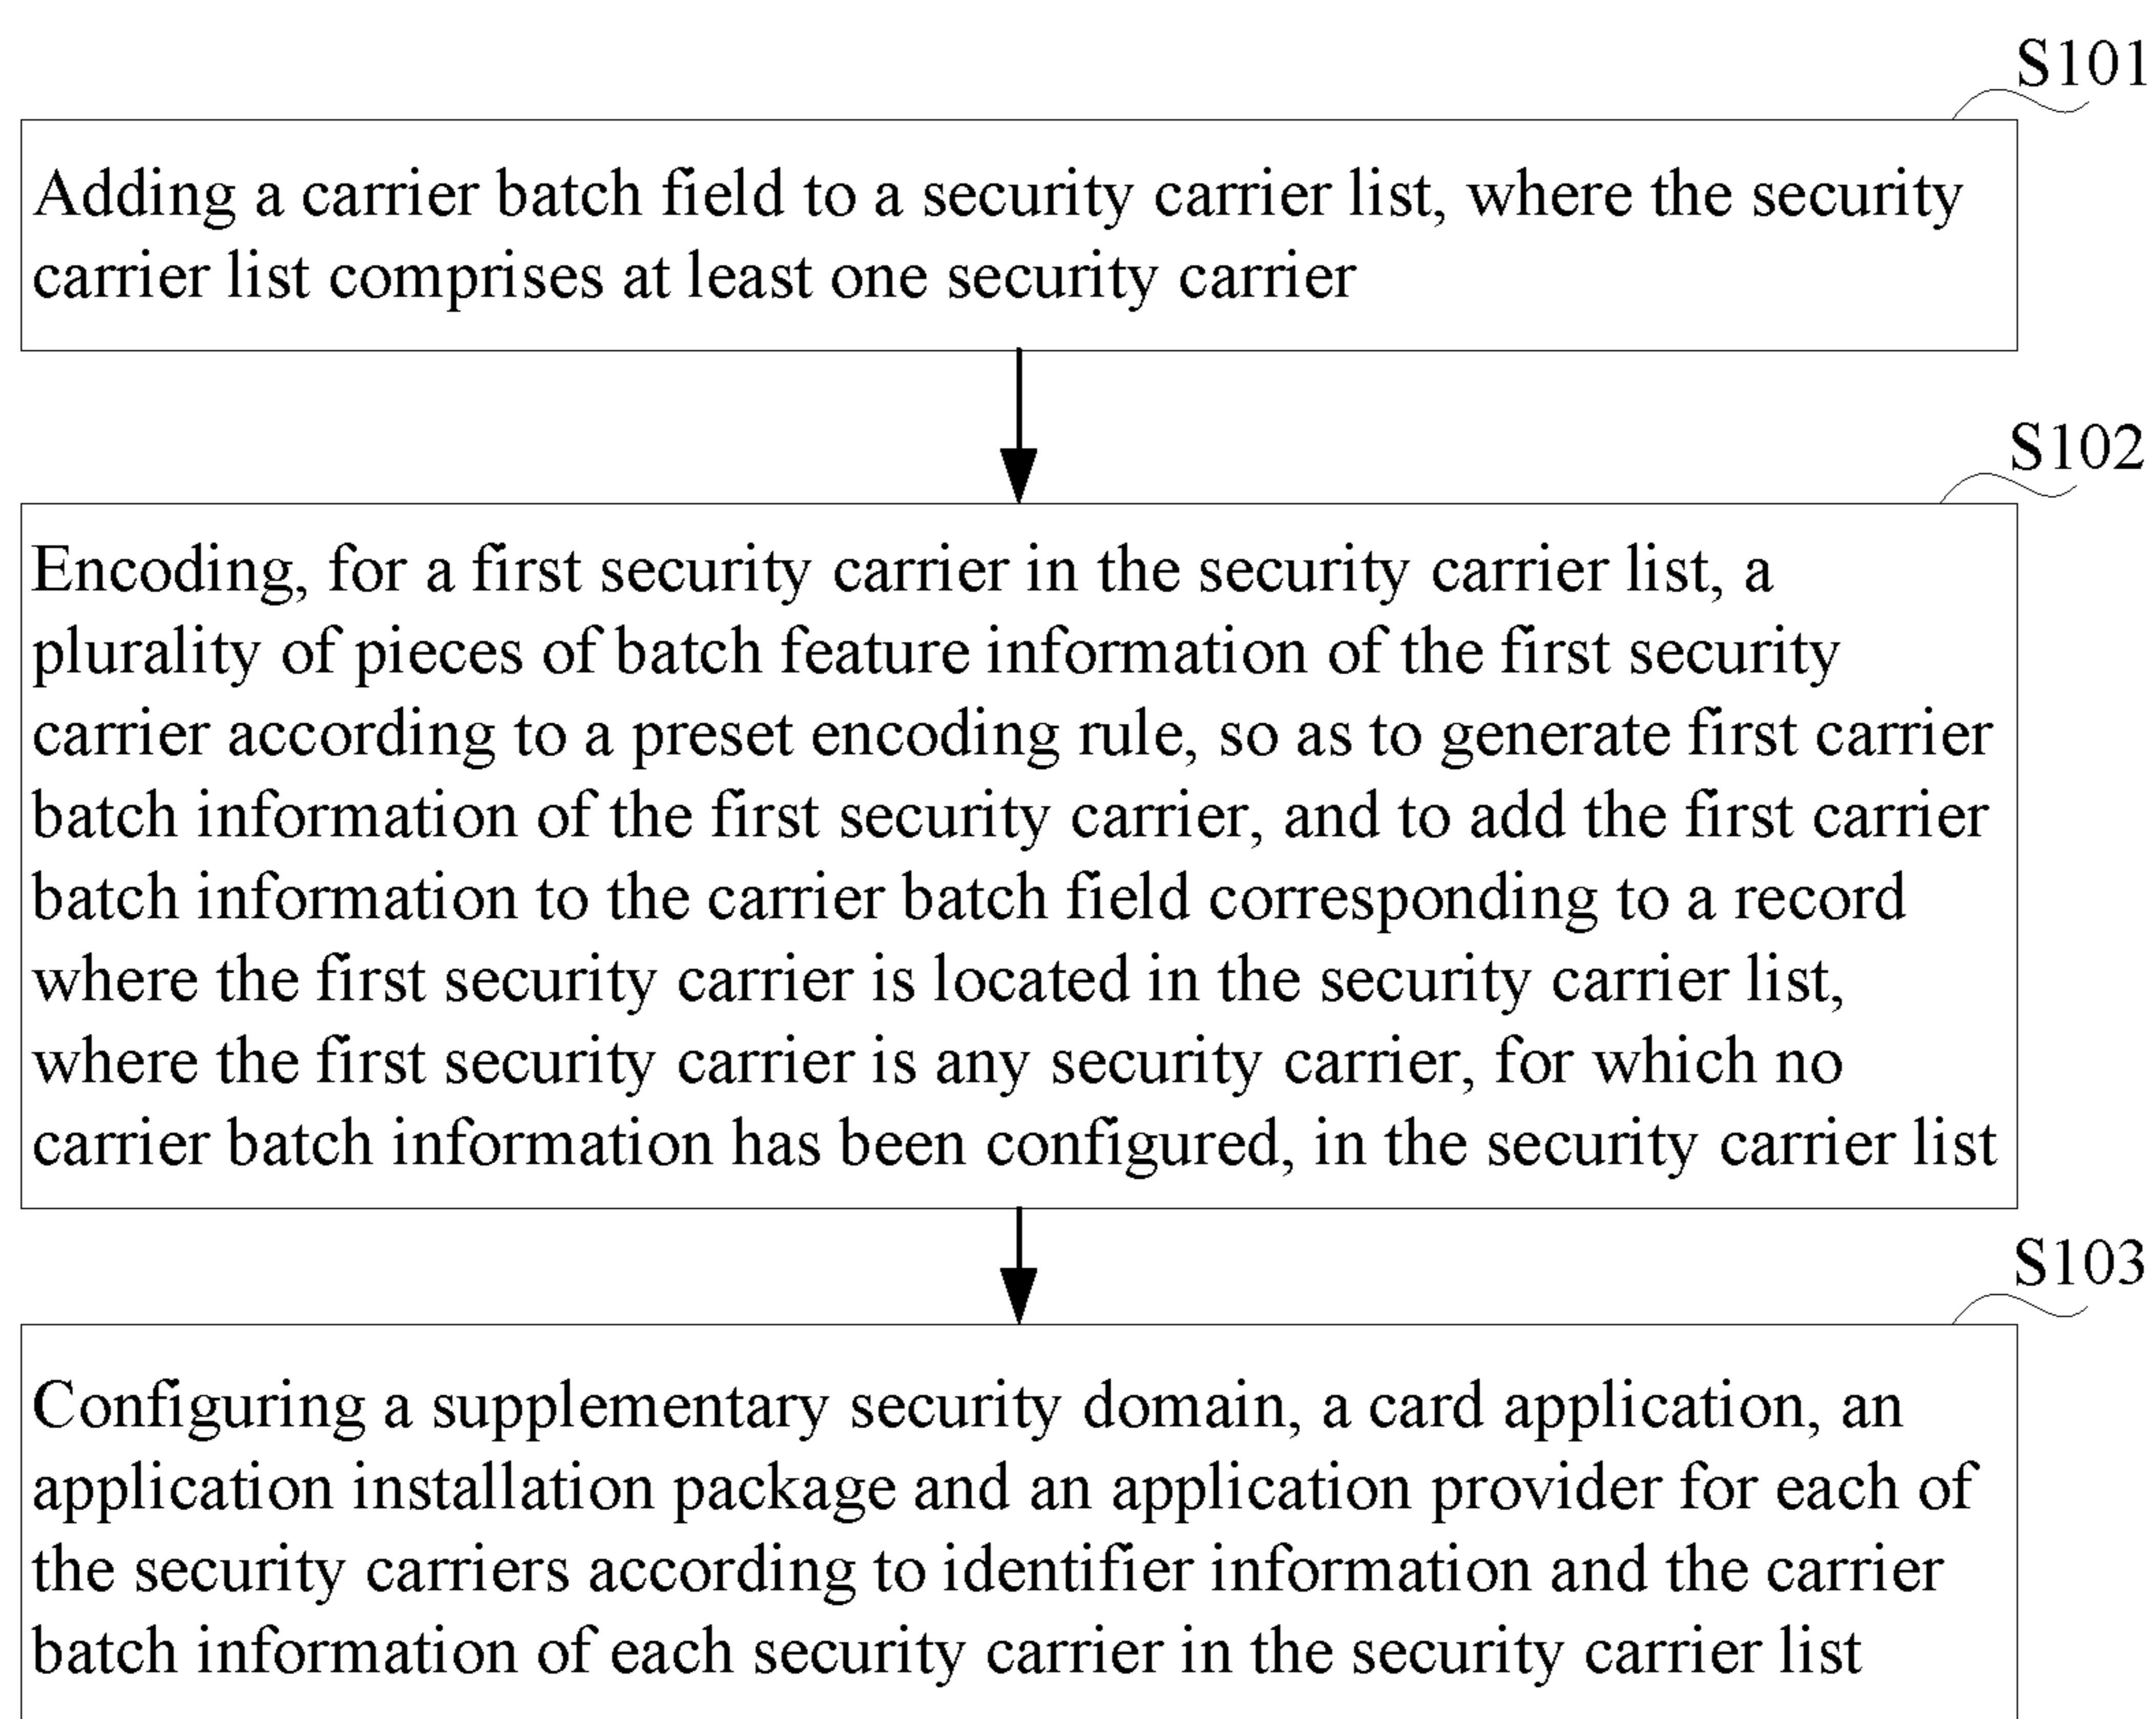 S101
Adding a carrier batch field to a security carrier list, where the security
carrier list comprises at least one security carrier
S102
Encoding, for a first security carrier in the security carrier list, a
plurality of pieces of batch feature information of the first security
carrier according to a preset encoding rule, so as to generate first carrier
batch information of the first security carrier, and to add the first carrier
batch information to the carrier batch field corresponding to a record
where the first security carrier is located in the security carrier list,
where the first security carrier is any security carrier, for which no
carrier batch information has been configured, in the security carrier list
S103
Configuring a supplementary security domain, a card application, an
application installation package and an application provider for each of
the security carriers according to identifier information and the carrier
batch information of each security carrier in the security carrier list